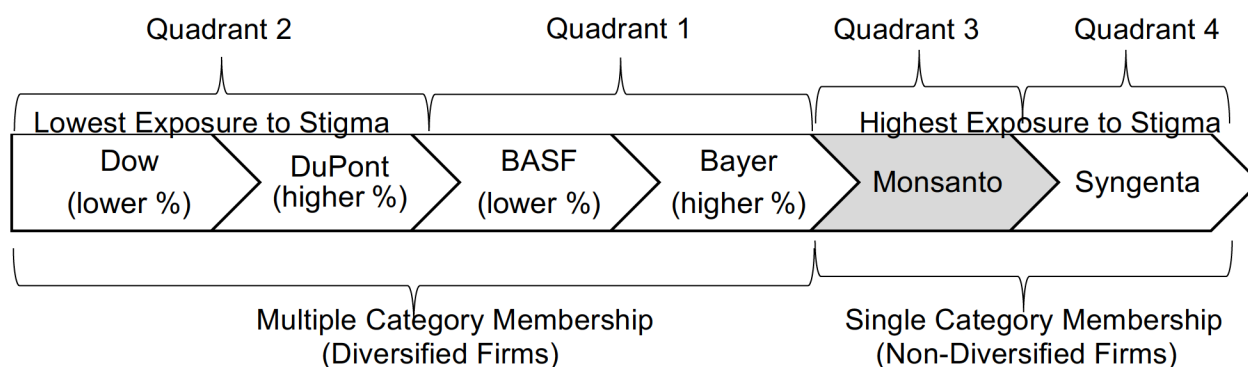 Quadrant 2
Quadrant 1
Quadrant 3
Quadrant 4
Lowest Exposure to Stigma
Highest Exposure to Stigma
Dow
(lower %)
DuPont
(higher %)
BASF
(lower %)
Bayer
(higher %)
Monsanto
Syngenta
Multiple Category Membership
(Diversified Firms)
Single Category Membership
(Non-Diversified Firms)